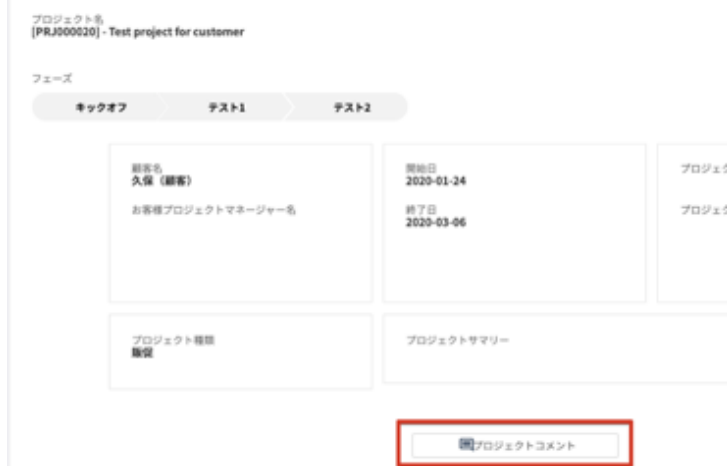 プロジェクト名
[PRJ000020] - Test project for customer
フェーズ
キックオフ テスト1 テスト2
顧客名
久保（顧客）
お客様プロジェクトマネージャー名
開始日
2020-01-24
終了日
2020-03-06
プロジェク
プロジェク
プロジェクト種類
販促
プロジェクトサマリー
プロジェクトコメント